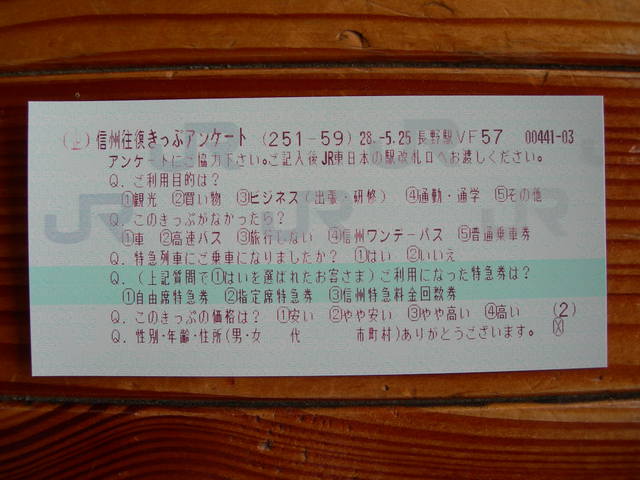 (企) 信州往復きっぷアンケート (251-59) 28.-5.25 長野駅VF57 00441-03
アンケートにご協力下さい。ご記入後JR東日本の駅改札口へお渡しください。
Q. ご利用目的は?
①観光 ②買い物 ③ビジネス(出張・研修) ④通勤・通学 ⑤その他
Q. このきっぷがなかったら?
①車 ②高速バス ③旅行しない ④信州ワンデーパス ⑤普通乗車券
Q. 特急列車にご乗車になりましたか? ①はい ②いいえ
Q. (上記質問で①はいを選ばれたお客さま)ご利用になった特急券は?
①自由席特急券 ②指定席特急券 ③信州特急料金回数券
Q. このきっぷの価格は? ①安い ②やや安い ③やや高い ④高い (2)
Q. 性別・年齢・住所(男・女 代 市町村)ありがとうございます。